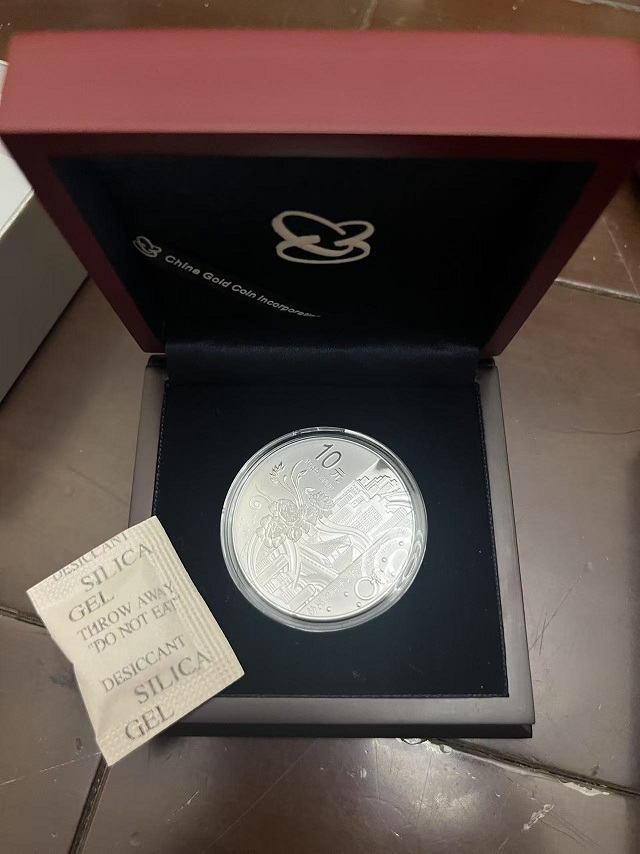 China Gold Coin Incorporation
10元
DESICCANT
SILICA
GEL
THROW AWAY
"DO NOT EAT"
DESICCANT
SILICA
GEL